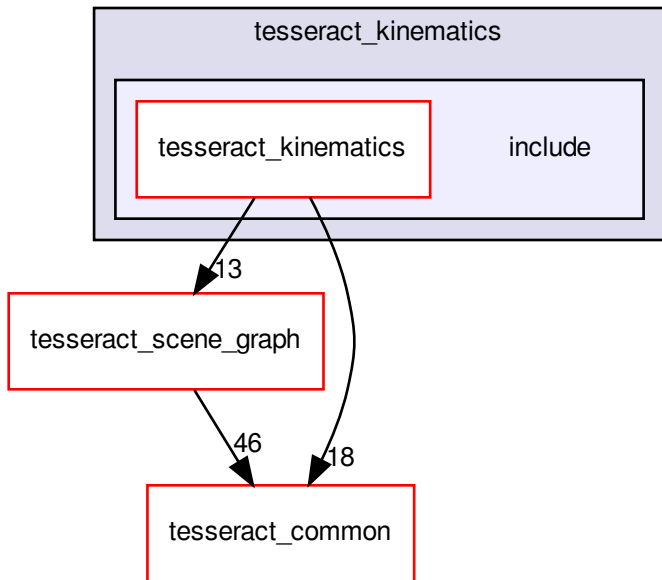 tesseract_kinematics
tesseract_kinematics
include
13
tesseract_scene_graph
46
18
tesseract_common